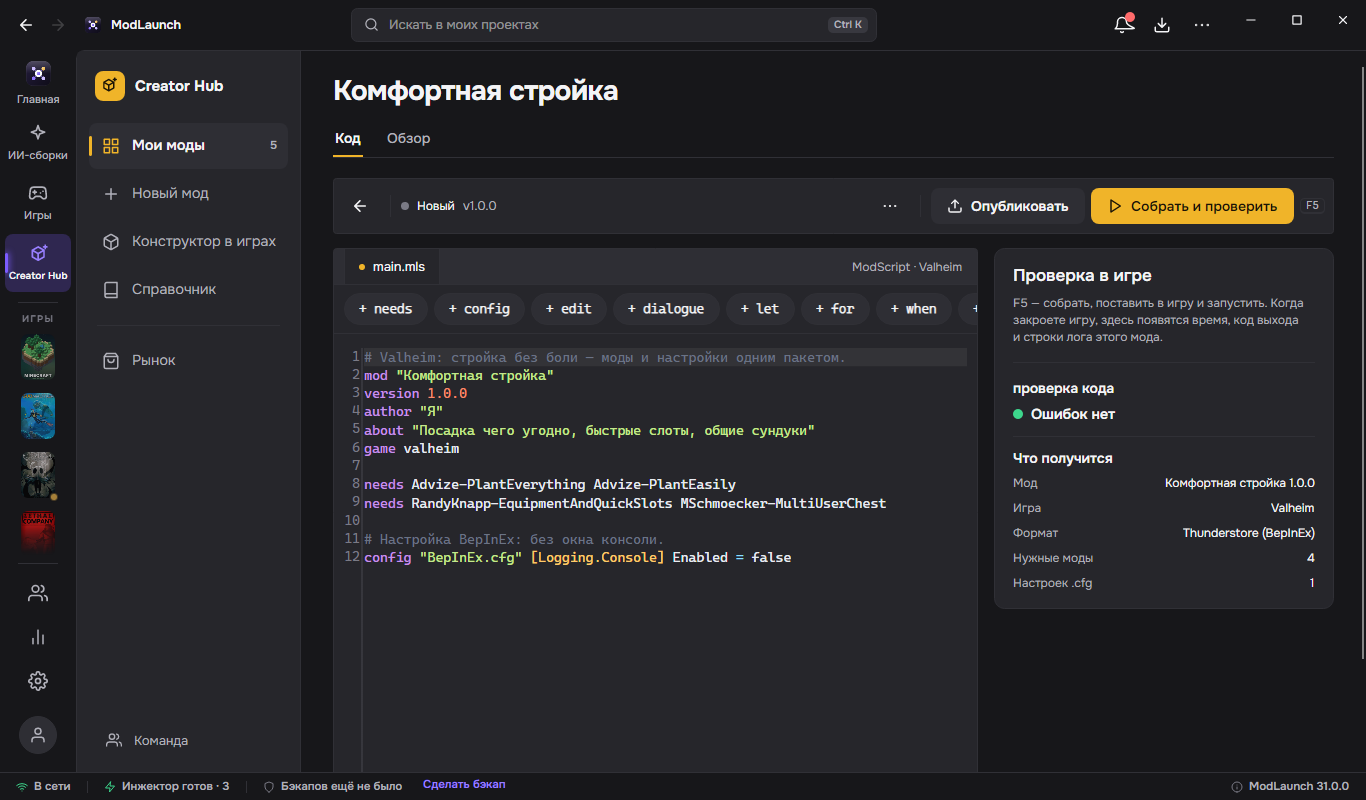 ModLaunch
Искать в моих проектах
Ctrl K
Главная
ИИ-сборки
Игры
Creator Hub
ИГРЫ
MINECRAFT
LETHAL COMPANY
Creator Hub
Мои моды 5
Новый мод
Конструктор в играх
Справочник
Рынок
Команда
Комфортная стройка
Код Обзор
Новый v1.0.0
Опубликовать
Собрать и проверить
F5
main.mls
ModScript · Valheim
+ needs + config + edit + dialogue + let + for + when +
1 # Valheim: стройка без боли — моды и настройки одним пакетом.
2 mod "Комфортная стройка"
3 version 1.0.0
4 author "Я"
5 about "Посадка чего угодно, быстрые слоты, общие сундуки"
6 game valheim
7
8 needs Advize-PlantEverything Advize-PlantEasily
9 needs RandyKnapp-EquipmentAndQuickSlots MSchmoecker-MultiUserChest
10
11 # Настройка BepInEx: без окна консоли.
12 config "BepInEx.cfg" [Logging.Console] Enabled = false
Проверка в игре
F5 — собрать, поставить в игру и запустить. Когда
закроете игру, здесь появятся время, код выхода
и строки лога этого мода.
проверка кода
Ошибок нет
Что получится
Мод Комфортная стройка 1.0.0
Игра Valheim
Формат Thunderstore (BepInEx)
Нужные моды 4
Настроек .cfg 1
В сети
Инжектор готов · 3
Бэкапов ещё не было
Сделать бэкап
ModLaunch 31.0.0